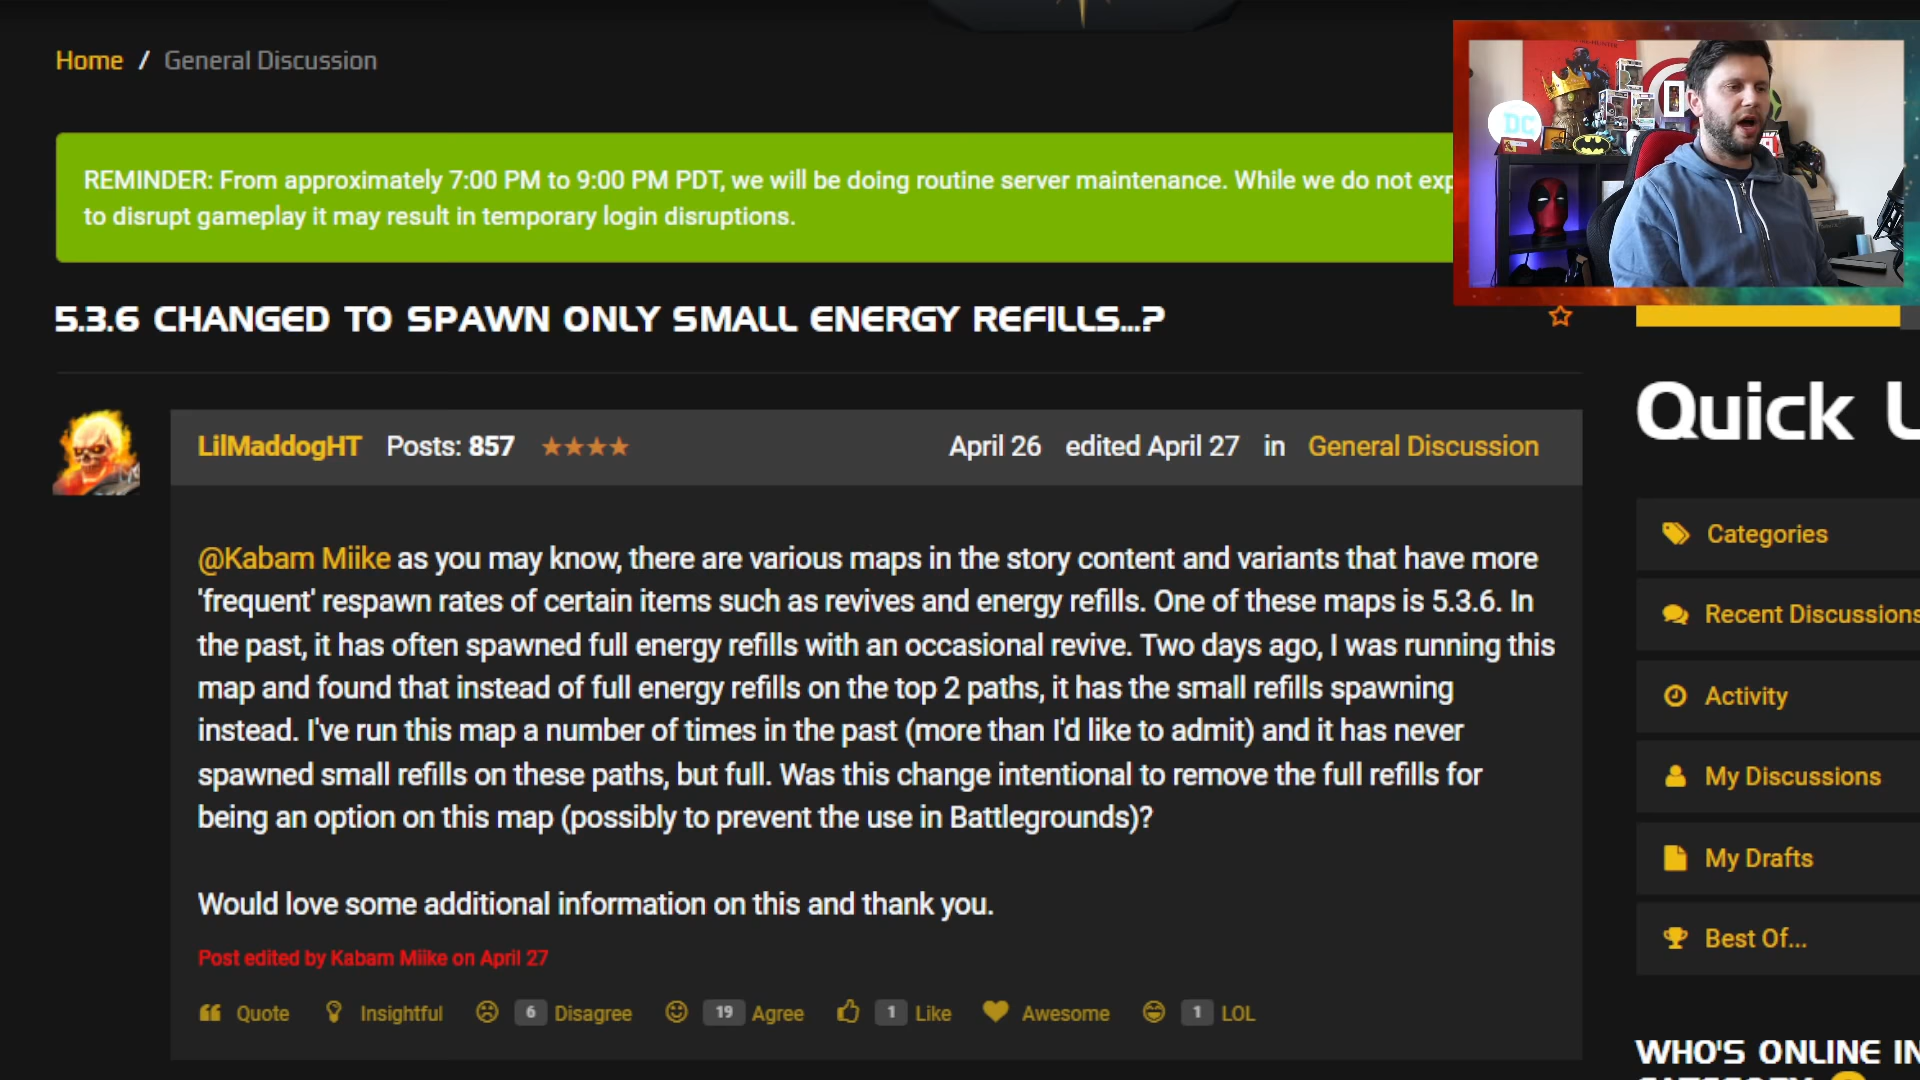 Home / General Discussion
REMINDER: From approximately 7:00 PM to 9:00 PM PDT, we will be doing routine server maintenance. While we do not exp
to disrupt gameplay it may result in temporary login disruptions.
DC
5.3.6 CHANGED TO SPAWN ONLY SMALL ENERGY REFILLS...?
LilMaddogHT Posts: 857 April 26 edited April 27 in General Discussion
@Kabam Miike as you may know, there are various maps in the story content and variants that have more
'frequent' respawn rates of certain items such as revives and energy refills. One of these maps is 5.3.6. In
the past, it has often spawned full energy refills with an occasional revive. Two days ago, I was running this
map and found that instead of full energy refills on the top 2 paths, it has the small refills spawning
instead. I've run this map a number of times in the past (more than I'd like to admit) and it has never
spawned small refills on these paths, but full. Was this change intentional to remove the full refills for
being an option on this map (possibly to prevent the use in Battlegrounds)?
Would love some additional information on this and thank you.
Post edited by Kabam Miike on April 27
Quote Insightful 6 Disagree 19 Agree 1 Like Awesome 1 LOL
Quick U
Categories
Recent Discussions
Activity
My Discussions
My Drafts
Best Of...
WHO'S ONLINE IN